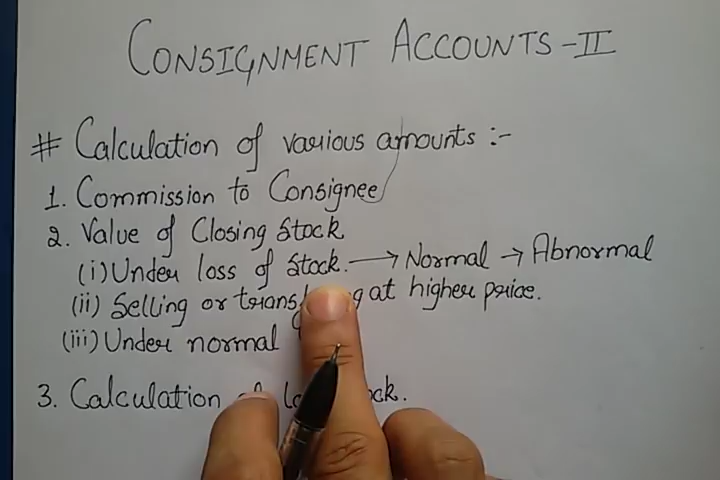 CONSIGNMENT ACCOUNTS-II
# Calculation of various amounts :-
1. Commission to Consignee
2. Value of Closing Stock
(i) Under loss of Stock. → Normal → Abnormal
(ii) Selling or at higher price.
(iii) Under normal
3. Calculation